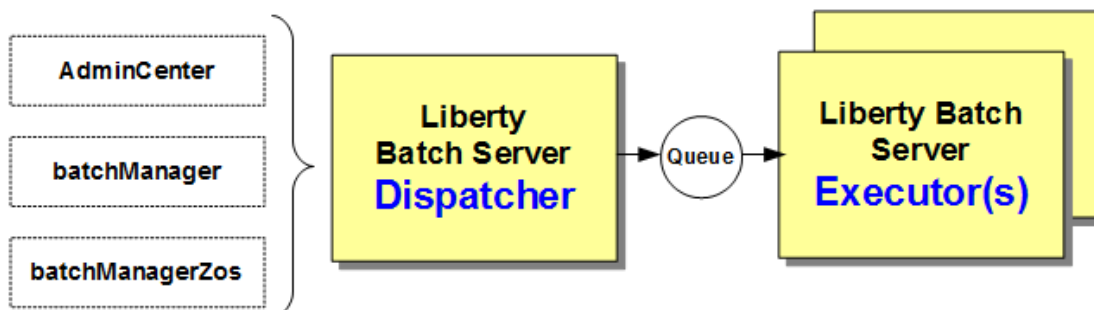 AdminCenter
batchManager
batchManagerZos
Liberty
Batch Server
Dispatcher
Queue
Liberty Batch
Server
Executor(s)